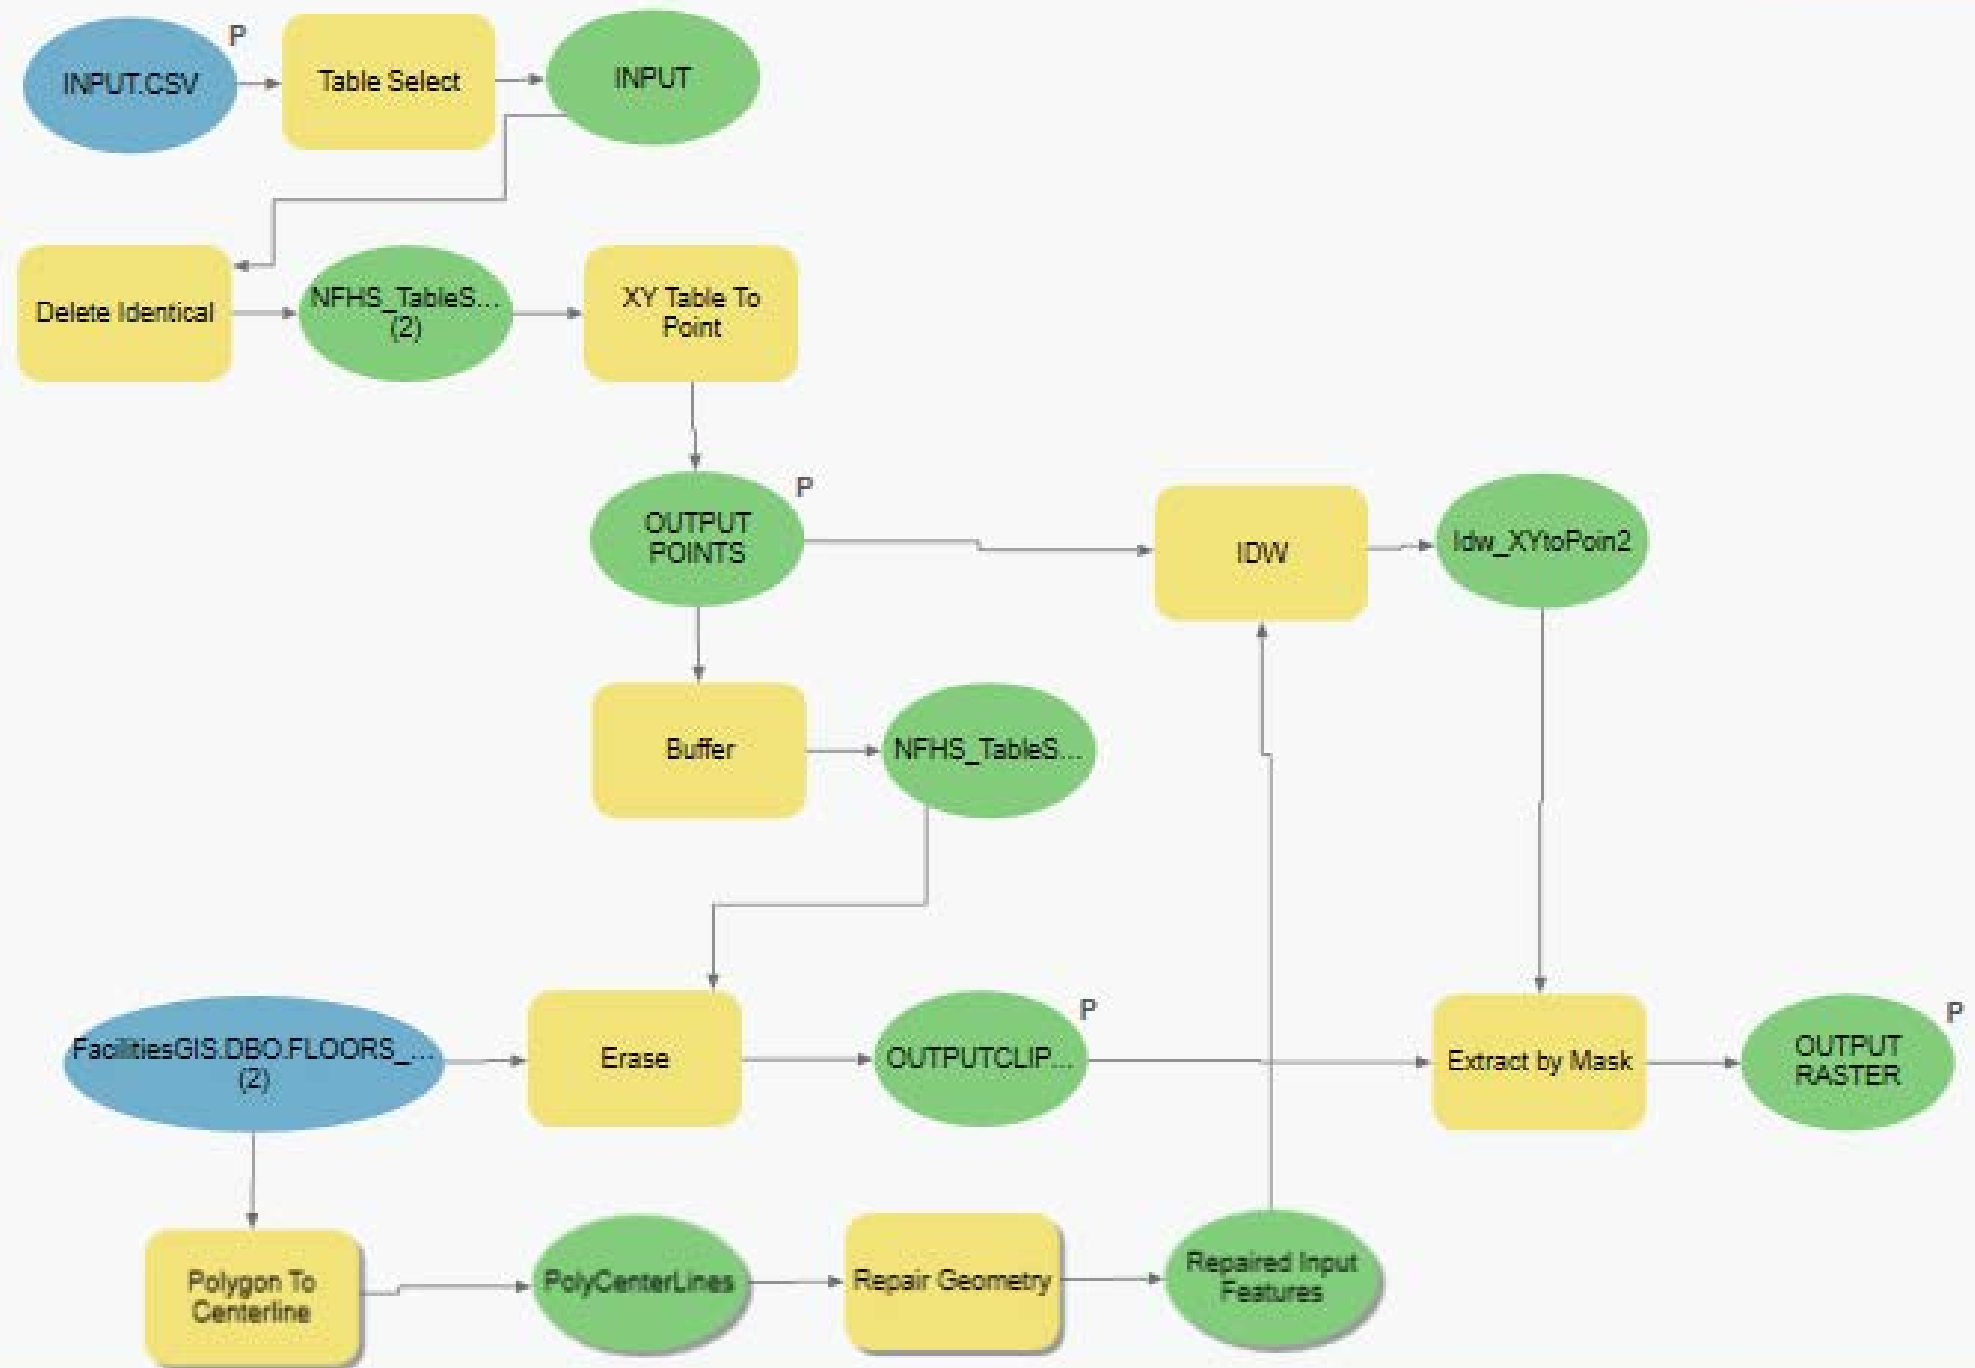 INPUT.CSV
P
Table Select
INPUT
Delete Identical
NFHS_TableS...
(2)
XY Table To
Point
OUTPUT
POINTS
P
IDW
Idw_XYtoPoin2
Buffer
NFHS_TableS...
FacilitiesGIS.DBO.FLOORS_...
(2)
Erase
OUTPUTCLIP...
P
Extract by Mask
OUTPUT
RASTER
P
Polygon To
Centerline
PolyCenterLines
Repair Geometry
Repaired Input
Features